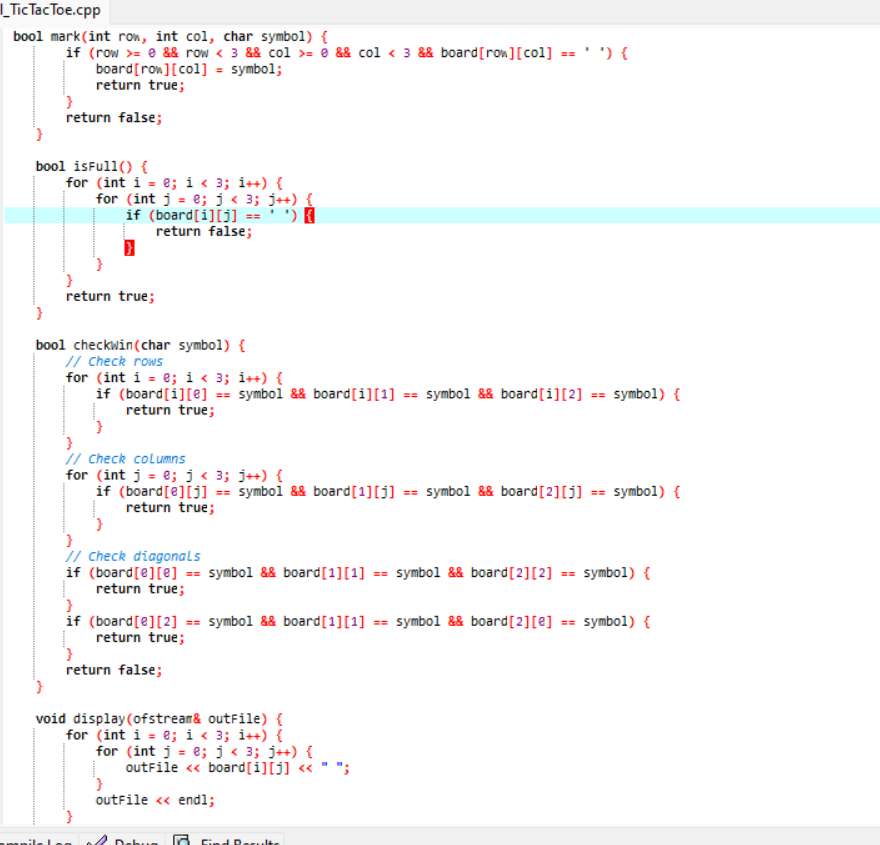 l_TicTacToe.cpp
bool mark(int row, int col, char symbol) {
if (row >= 0 && row < 3 && col >= 0 && col < 3 && board[row][col] == ' ') {
board[row][col] = symbol;
return true;
}
return false;
}
bool isFull() {
for (int i = 0; i < 3; i++) {
for (int j = 0; j < 3; j++) {
if (board[i][j] == ' ') {
return false;
}
}
}
return true;
}
bool checkWin(char symbol) {
// Check rows
for (int i = 0; i < 3; i++) {
if (board[i][0] == symbol && board[i][1] == symbol && board[i][2] == symbol) {
return true;
}
}
// Check columns
for (int j = 0; j < 3; j++) {
if (board[0][j] == symbol && board[1][j] == symbol && board[2][j] == symbol) {
return true;
}
}
// Check diagonals
if (board[0][0] == symbol && board[1][1] == symbol && board[2][2] == symbol) {
return true;
}
if (board[0][2] == symbol && board[1][1] == symbol && board[2][0] == symbol) {
return true;
}
return false;
}
void display(ofstream& outFile) {
for (int i = 0; i < 3; i++) {
for (int j = 0; j < 3; j++) {
outFile << board[i][j] << " ";
}
outFile << endl;
}
ompile Log Debug Find Results